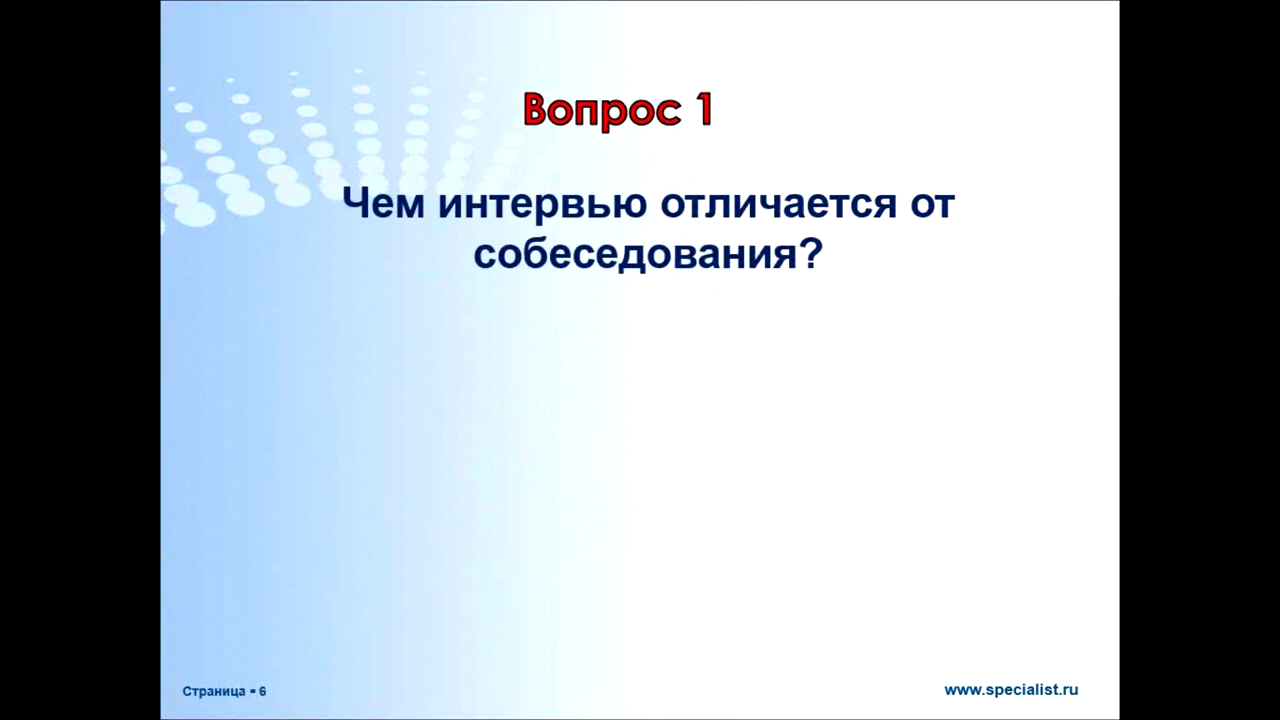 Вопрос 1
Чем интервью отличается от
собеседования?
Страница ▪ 6
www.specialist.ru